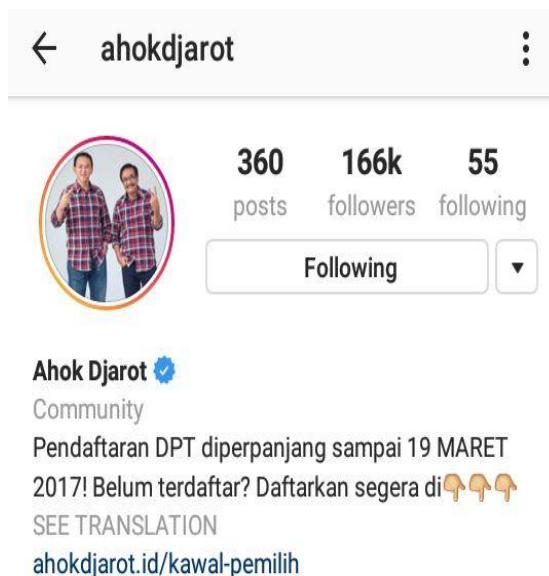 ahokdjarot
360 166k 55
posts followers following
Following
Ahok Djarot
Community
Pendaftaran DPT diperpanjang sampai 19 MARET
2017! Belum terdaftar? Daftarkan segera di👇🏼👇🏼👇🏼
SEE TRANSLATION
ahokdjarot.id/kawal-pemilih